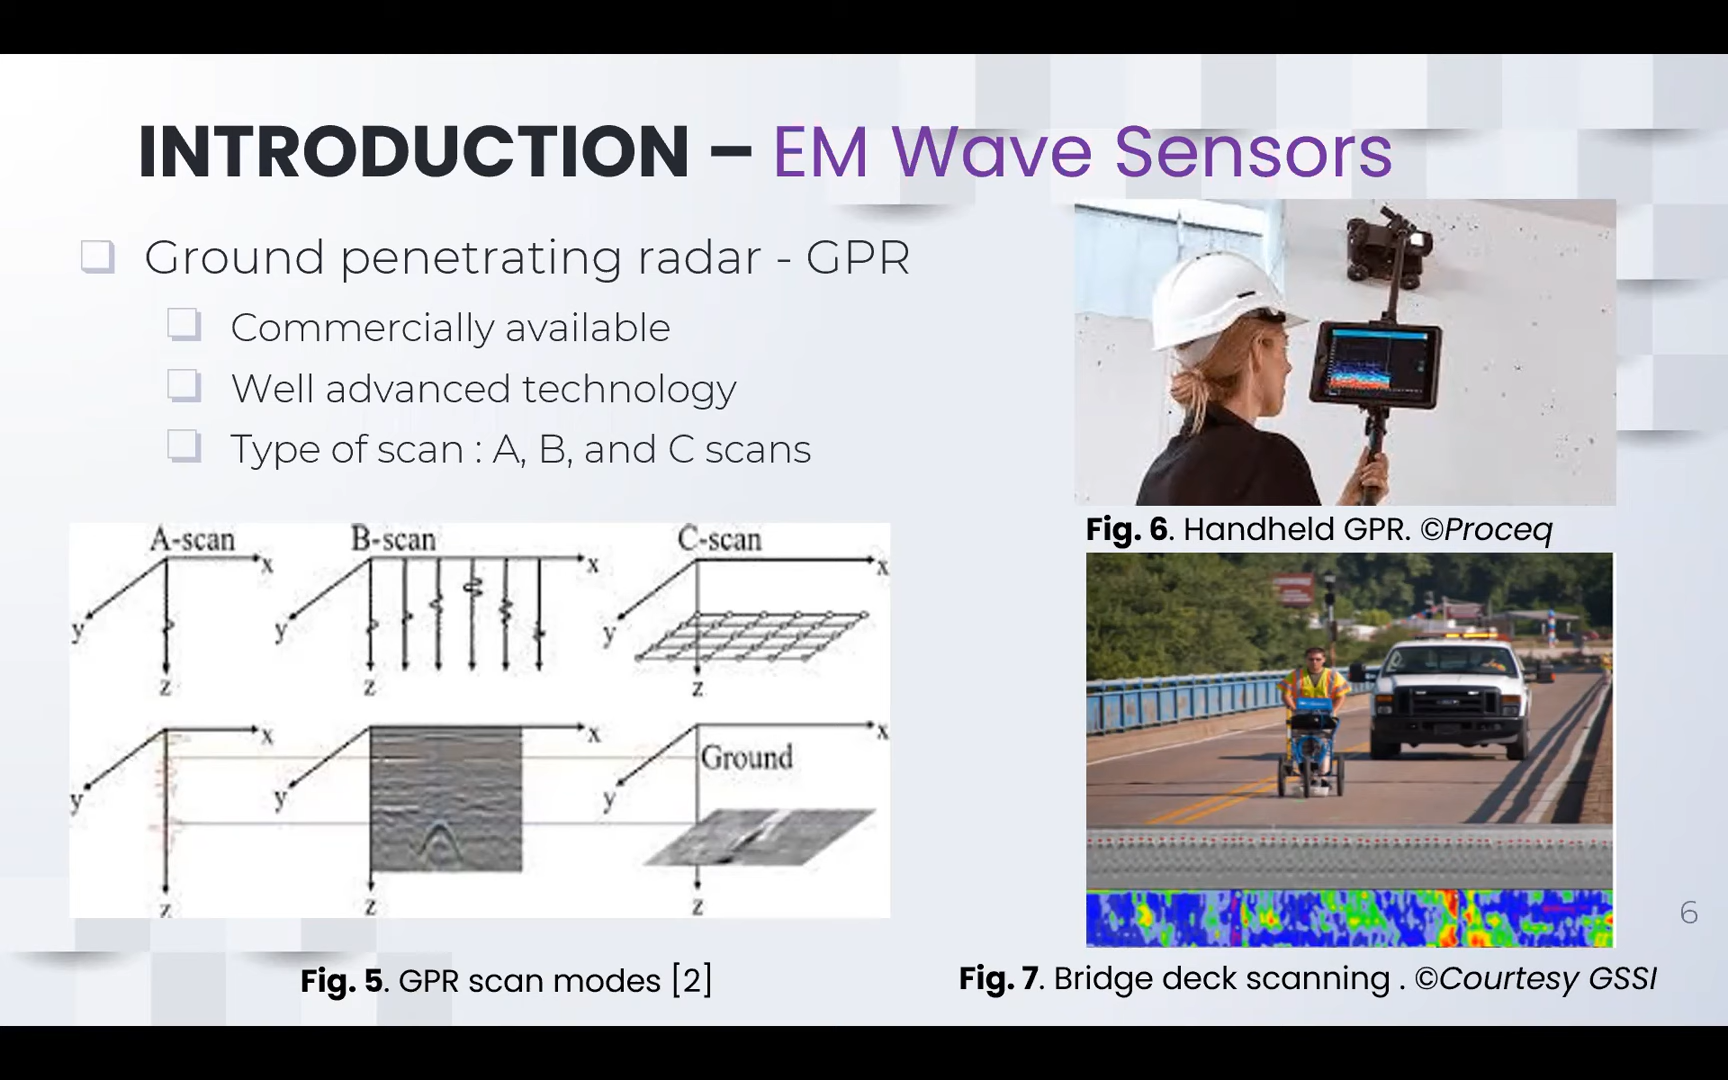 INTRODUCTION – EM Wave Sensors
Ground penetrating radar - GPR
Commercially available
Well advanced technology
Type of scan : A, B, and C scans
A-scan
B-scan
C-scan
x
x
x
y
y
y
z
z
z
x
x
x
Ground
y
y
y
z
z
z
Fig. 5. GPR scan modes [2]
Fig. 6. Handheld GPR. ©Proceq
Fig. 7. Bridge deck scanning . ©Courtesy GSSI
6